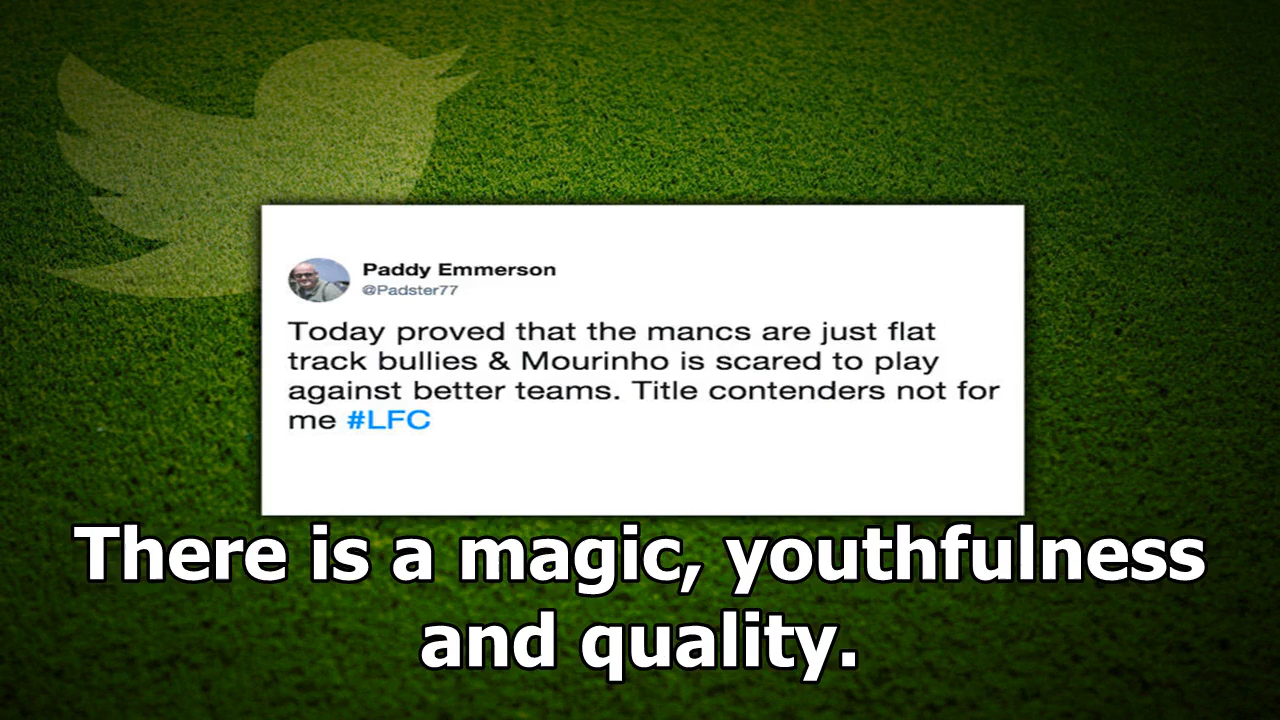 Paddy Emmerson
@Padster77
Today proved that the mancs are just flat
track bullies & Mourinho is scared to play
against better teams. Title contenders not for
me #LFC
There is a magic, youthfulness
and quality.